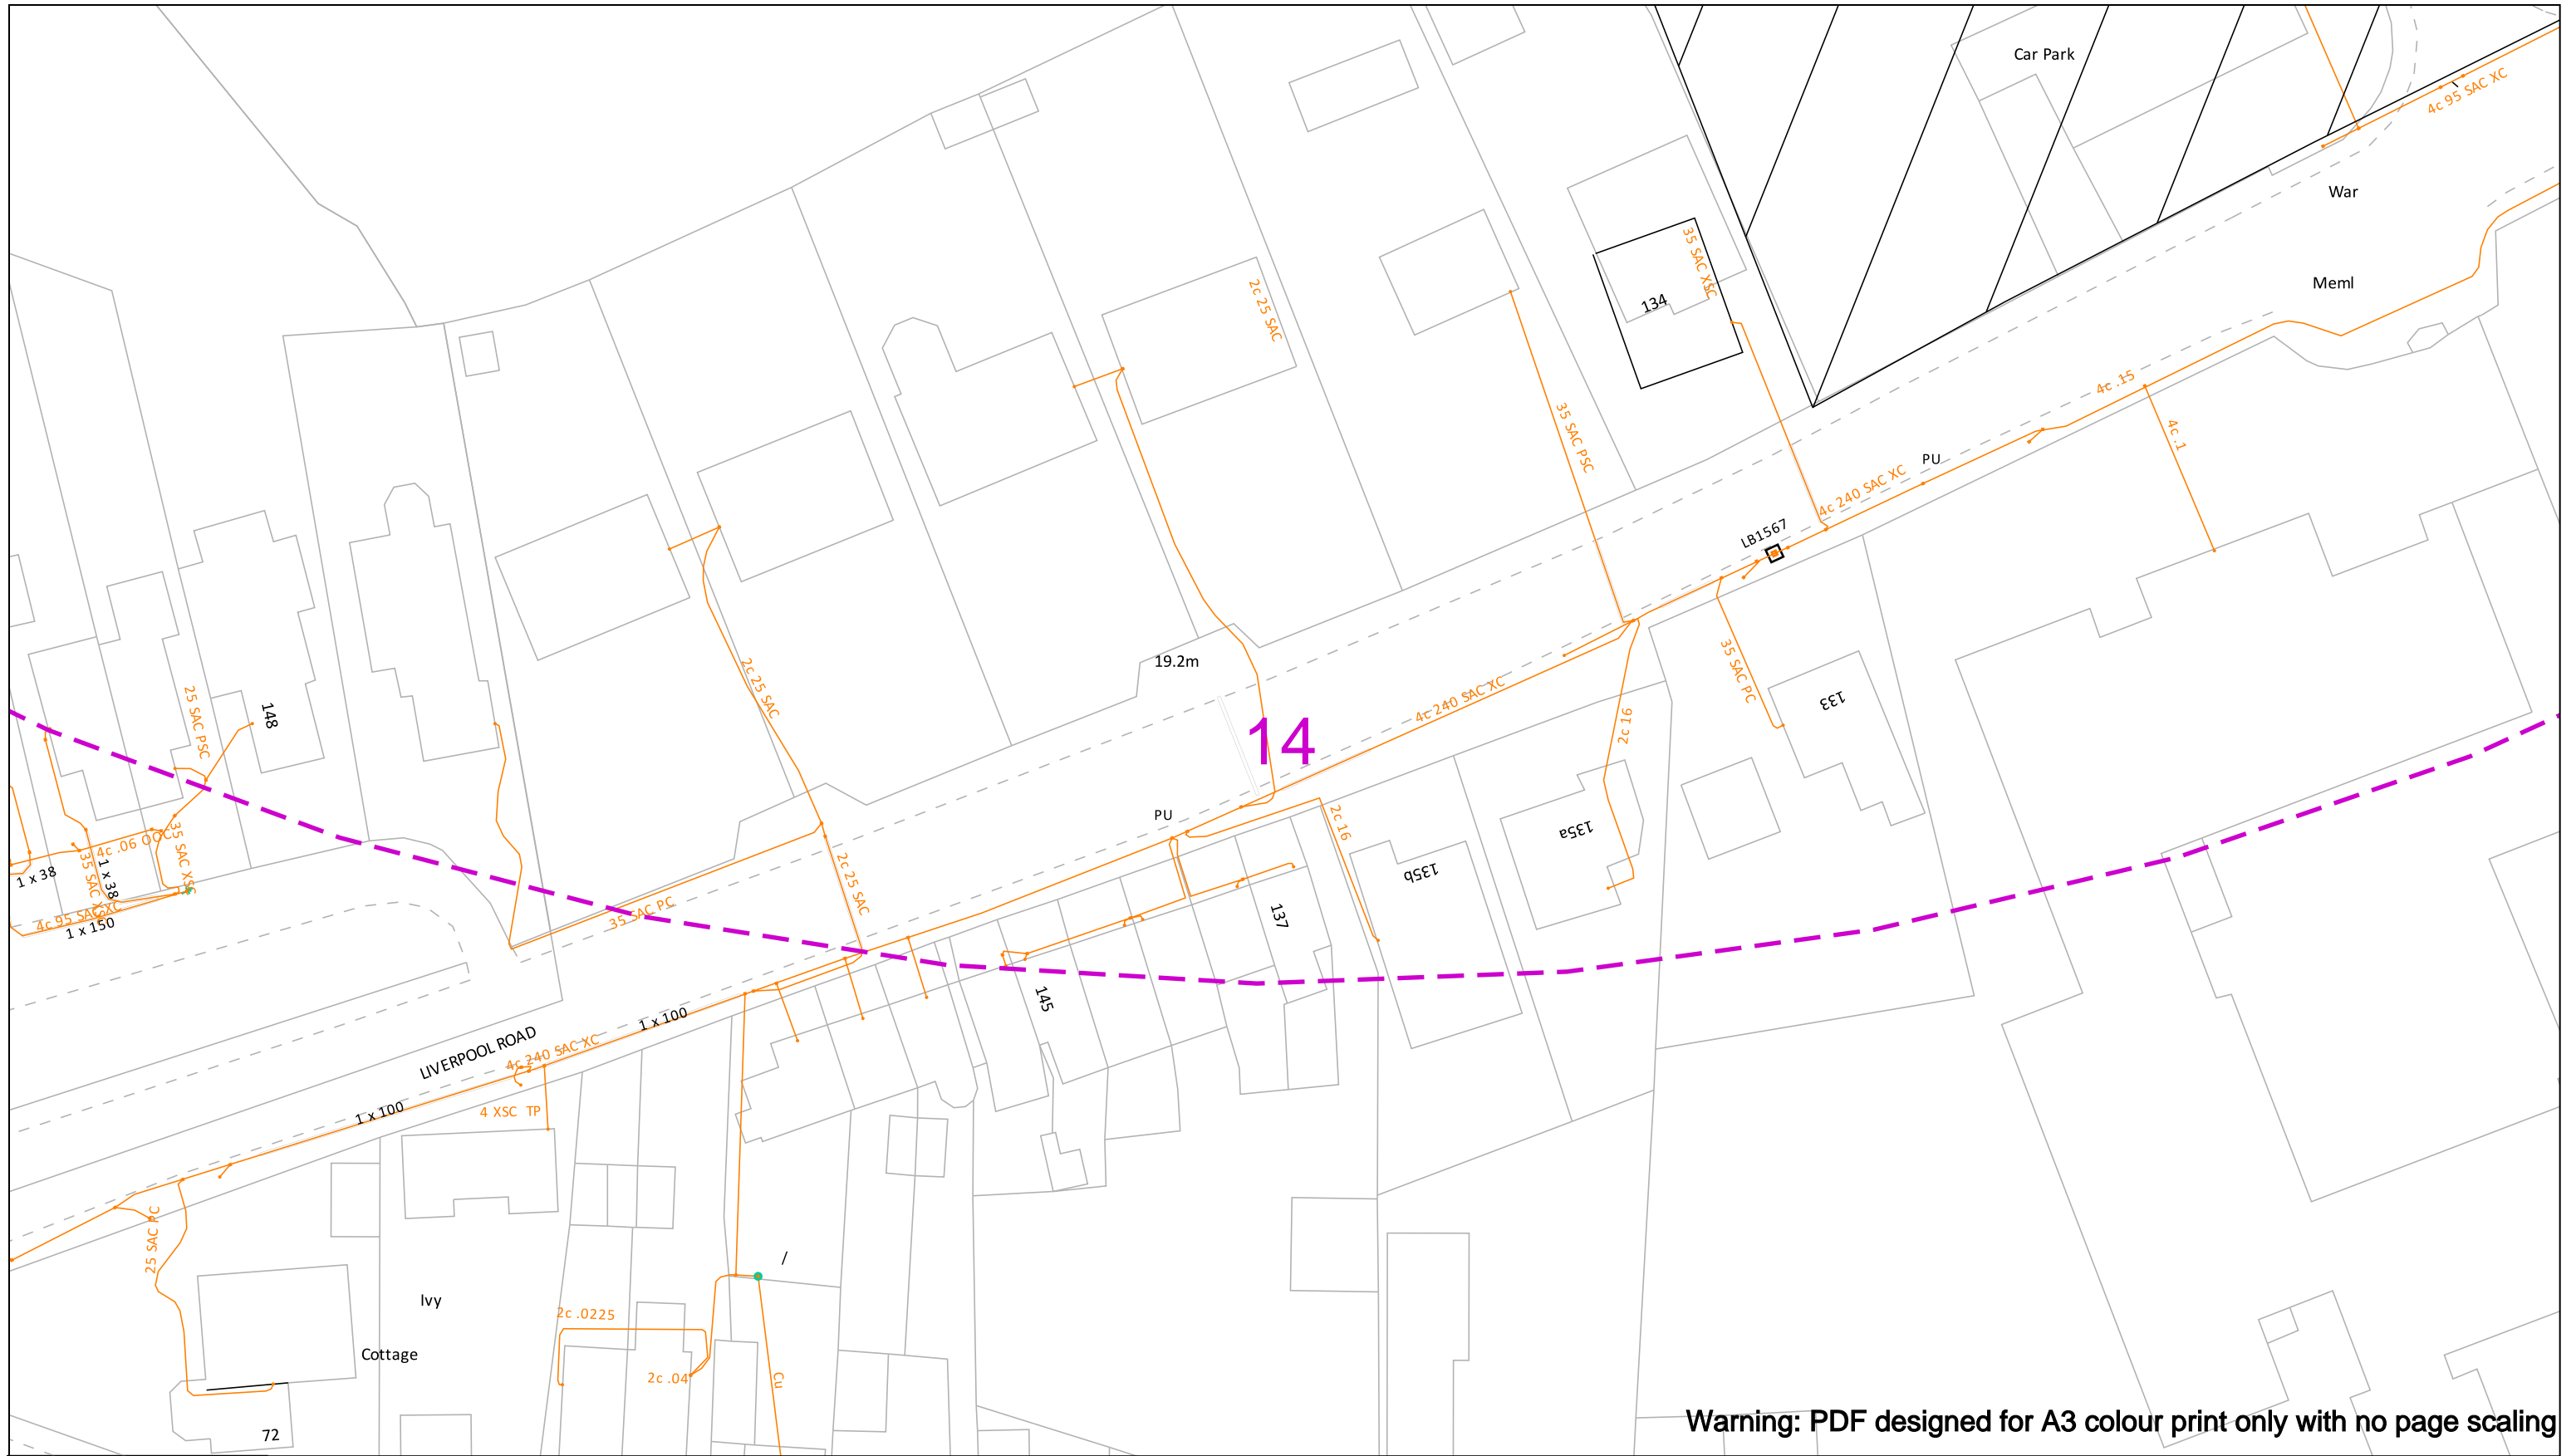 Car Park
4c 95 SAC XC
War
35 SAC XSC
134
Meml
2c 25 SAC
4c .15
35 SAC PSC
4c .1
PU
4c 240 SAC XC
LB1567
19.2m
2c 25 SAC
35 SAC PC
133
4c 240 SAC XC
25 SAC PSC
148
2c 16
14
PU
2c 16
135a
4c .06 OOC
35 SAC XSC
1 x 38
1 x 38
35 SAC XSC
135b
2c 25 SAC
35 SAC PC
137
4c 95 SAC XC
1 x 150
145
1 x 100
LIVERPOOL ROAD
4c 240 SAC XC
1 x 100
4 XSC TP
25 SAC PC
/
Ivy
2c .0225
Cottage
2c .04
Cu
72
Warning: PDF designed for A3 colour print only with no page scaling